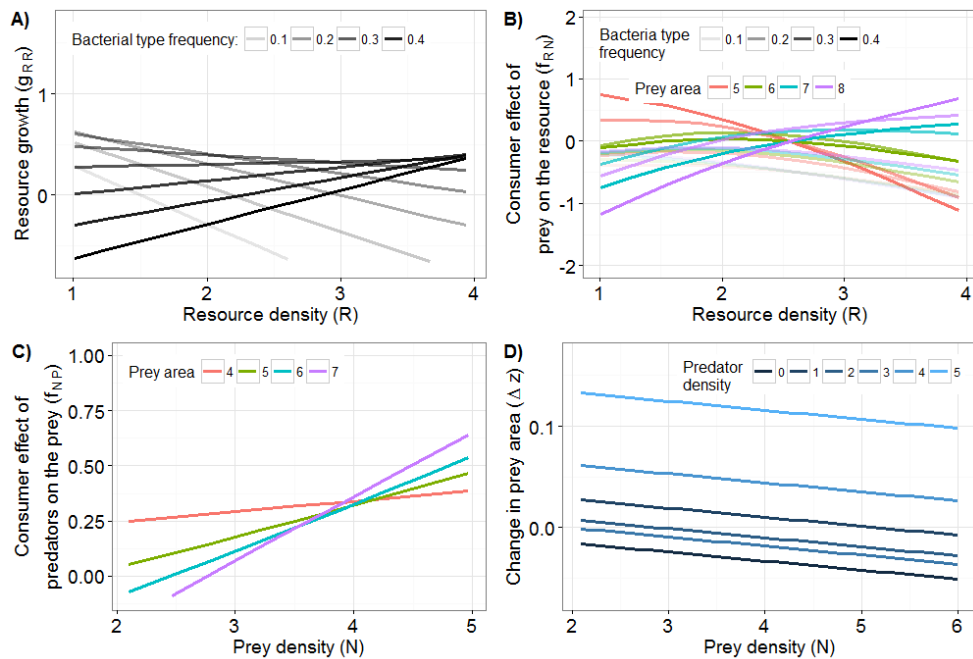 A)
Bacterial type frequency: 0.1 0.2 0.3 0.4
Resource growth (gRR)
1
0
1 2 3 4
Resource density (R)
B)
Bacteria type
frequency 0.1 0.2 0.3 0.4
Prey area 5 6 7 8
Consumer effect of
prey on the resource (fRN)
2
1
0
-1
-2
1 2 3 4
Resource density (R)
C)
Prey area 4 5 6 7
Consumer effect of
predators on the prey (fNP)
1.00
0.75
0.50
0.25
0.00
2 3 4 5
Prey density (N)
D)
Predator
density 0 1 2 3 4 5
Change in prey area (Δ z)
0.1
0.0
2 3 4 5 6
Prey density (N)